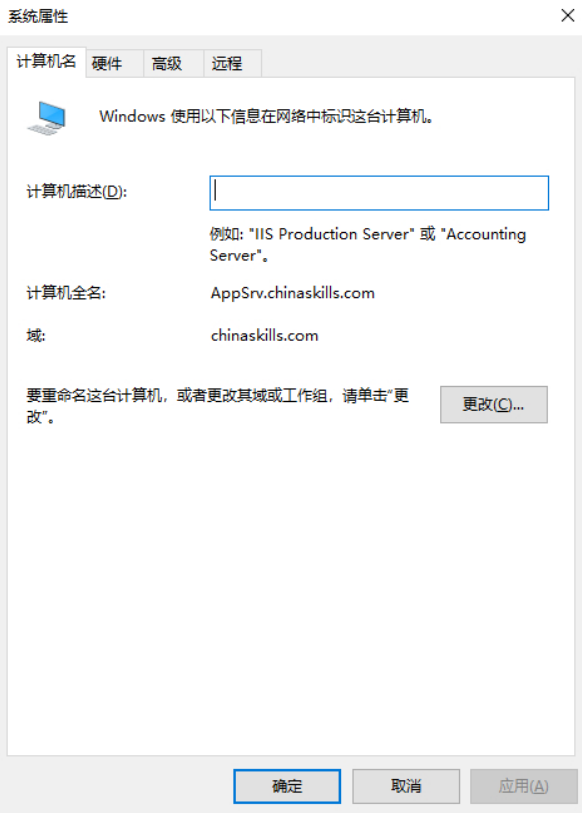 系统属性
计算机名 硬件 高级 远程
Windows 使用以下信息在网络中标识这台计算机。
计算机描述(D):
例如: "IIS Production Server" 或 "Accounting
Server"。
计算机全名: AppSrv.chinaskills.com
域: chinaskills.com
要重命名这台计算机，或者更改其域或工作组，请单击"更
改"。
更改(C)...
确定 取消 应用(A)